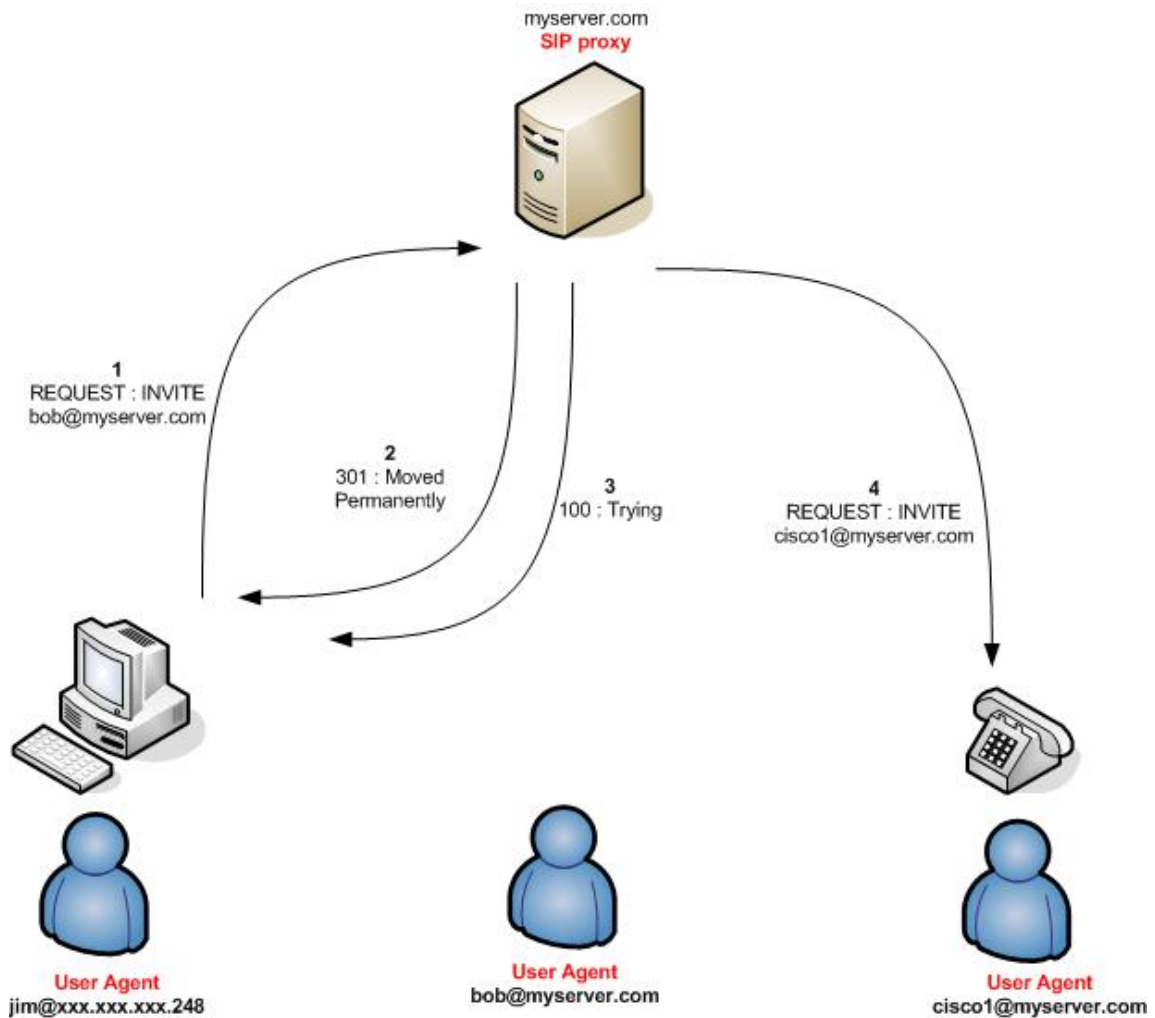 myserver.com
SIP proxy
1
REQUEST : INVITE
bob@myserver.com
2
301 : Moved
Permanently
3
100 : Trying
4
REQUEST : INVITE
cisco1@myserver.com
User Agent
jim@xxx.xxx.xxx.248
User Agent
bob@myserver.com
User Agent
cisco1@myserver.com